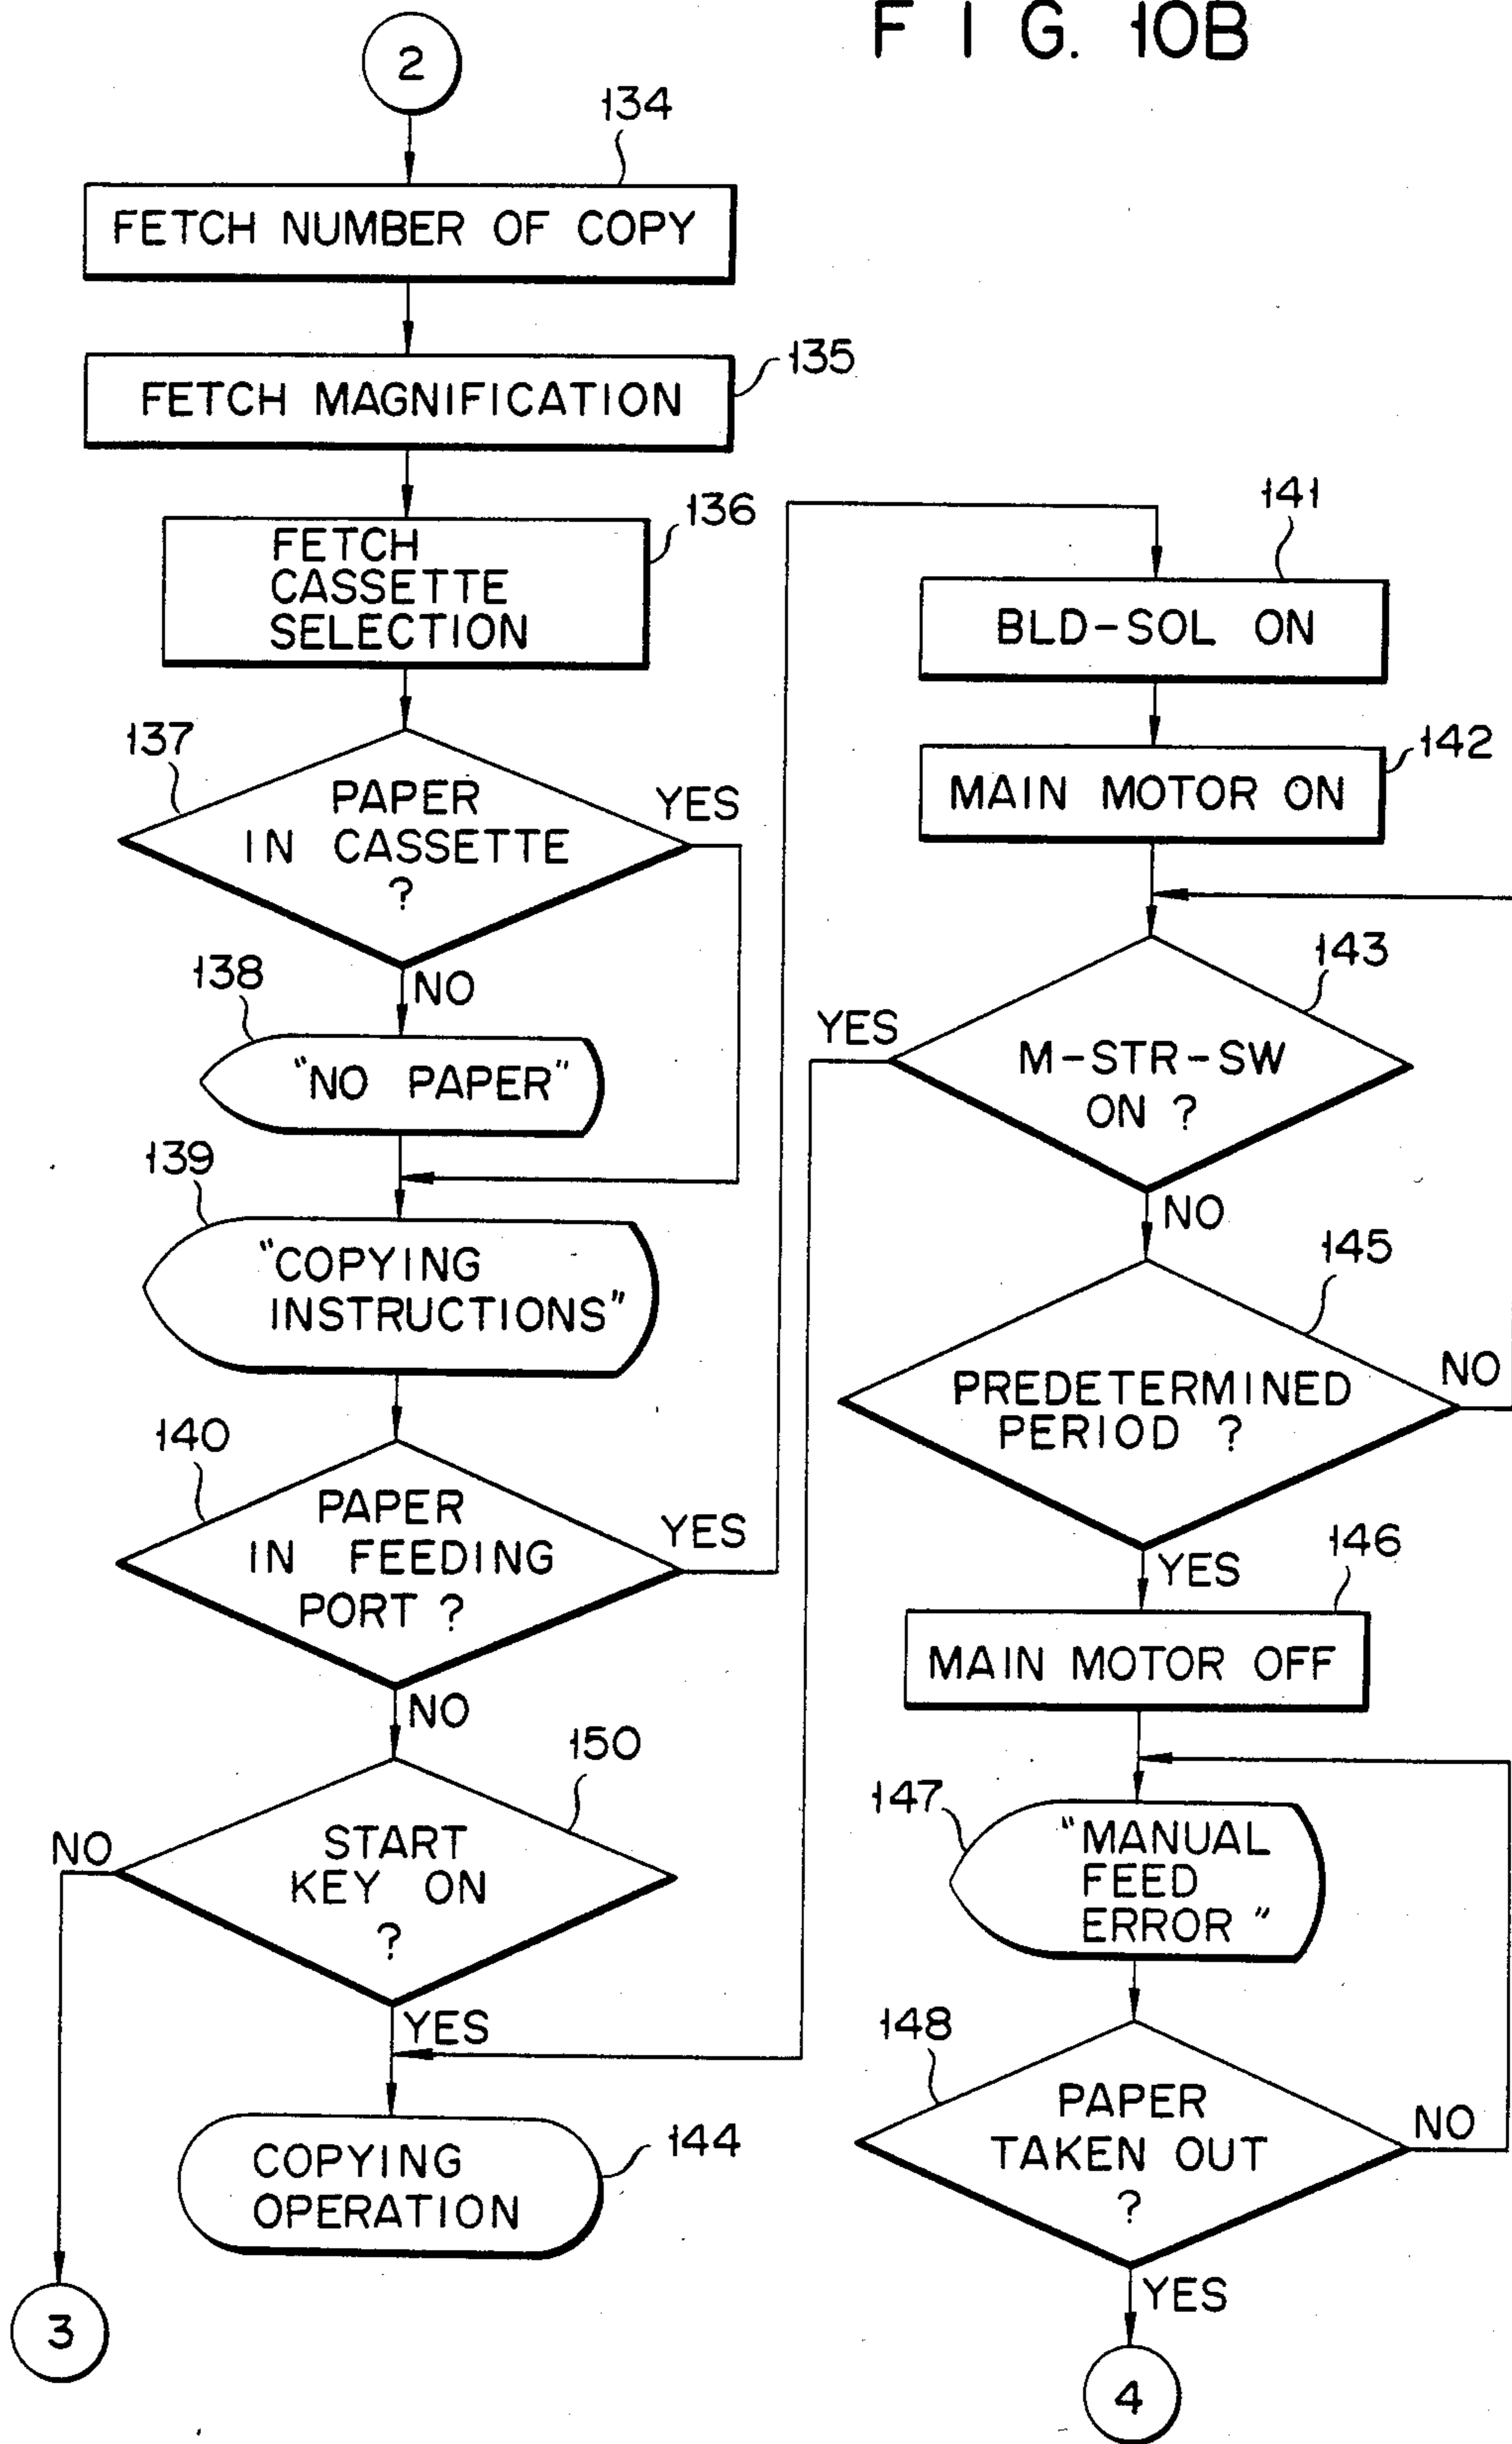 FIG. 10B
2
134
FETCH NUMBER OF COPY
135
FETCH MAGNIFICATION
136
FETCH
CASSETTE
SELECTION
137
PAPER
IN CASSETTE
?
YES
NO
138
"NO PAPER"
139
"COPYING
INSTRUCTIONS"
140
PAPER
IN FEEDING
PORT ?
YES
NO
150
START
KEY ON
?
NO
YES
144
COPYING
OPERATION
3
141
BLD-SOL ON
142
MAIN MOTOR ON
143
M-STR-SW
ON ?
YES
NO
145
PREDETERMINED
PERIOD ?
NO
YES
146
MAIN MOTOR OFF
147
"MANUAL
FEED
ERROR"
148
PAPER
TAKEN OUT
?
NO
YES
4